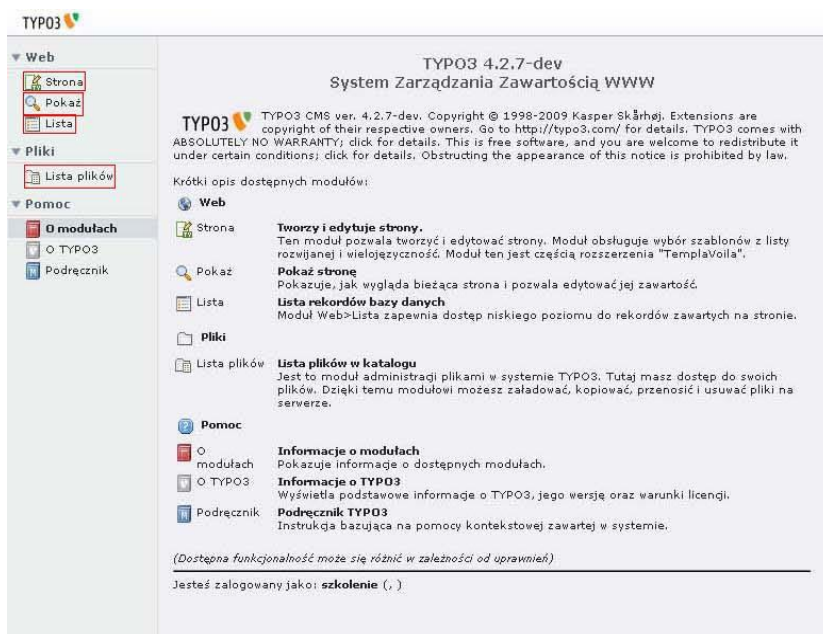 TYPO3
Web
Strona
Pokaż
Lista
Pliki
Lista plików
Pomoc
O modułach
O TYPO3
Podręcznik
TYPO3 4.2.7-dev
System Zarządzania Zawartością WWW
TYPO3 TYPO3 CMS ver. 4.2.7-dev. Copyright © 1998-2009 Kasper Skårhøj. Extensions are
copyright of their respective owners. Go to http://typo3.com/ for details. TYPO3 comes with
ABSOLUTELY NO WARRANTY; click for details. This is free software, and you are welcome to redistribute it
under certain conditions; click for details. Obstructing the appearance of this notice is prohibited by law.
Krótki opis dostępnych modułów:
Web
Strona Tworzy i edytuje strony.
Ten moduł pozwala tworzyć i edytować strony. Moduł obsługuje wybór szablonów z listy
rozwijanej i wielojęzyczność. Moduł ten jest częścią rozszerzenia "TemplaVoila".
Pokaż Pokaż stronę
Pokazuje, jak wygląda bieżąca strona i pozwala edytować jej zawartość.
Lista Lista rekordów bazy danych
Moduł Web>Lista zapewnia dostęp niskiego poziomu do rekordów zawartych na stronie.
Pliki
Lista plików Lista plików w katalogu
Jest to moduł administracji plikami w systemie TYPO3. Tutaj masz dostęp do swoich
plików. Dzięki temu modułowi możesz załadować, kopiować, przenosić i usuwać pliki na
serwerze.
Pomoc
O modułach Informacje o modułach
Pokazuje informacje o dostępnych modułach.
O TYPO3 Informacje o TYPO3
Wyświetla podstawowe informacje o TYPO3, jego wersję oraz warunki licencji.
Podręcznik Podręcznik TYPO3
Instrukcja bazująca na pomocy kontekstowej zawartej w systemie.
(Dostępna funkcjonalność może się różnić w zależności od uprawnień)
Jesteś zalogowany jako: szkolenie (, )